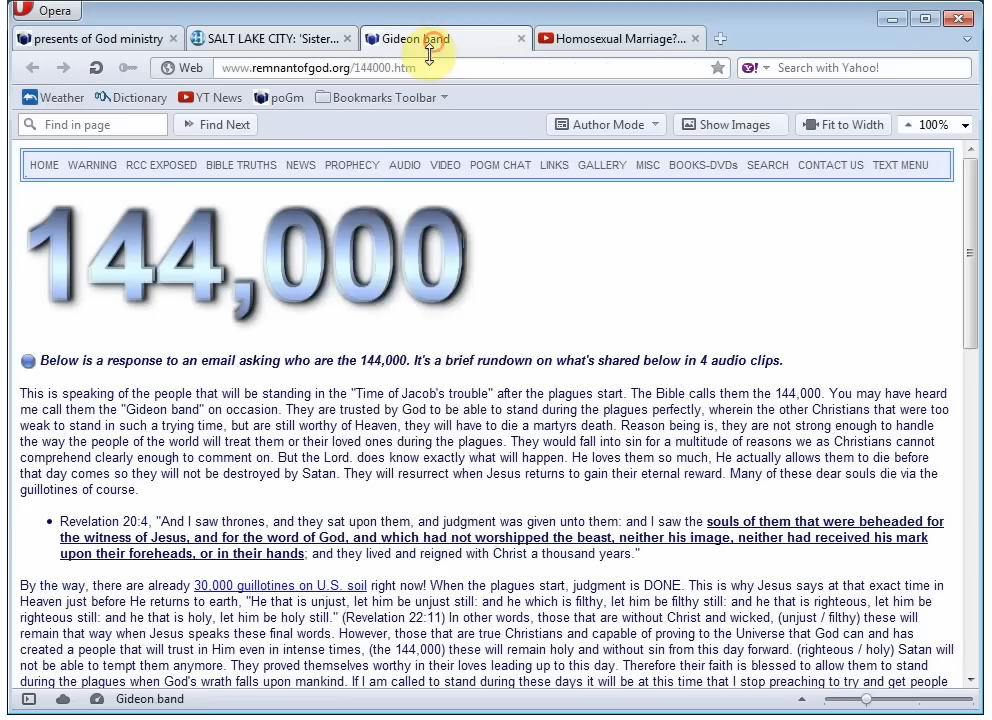 Opera
presents of God ministry
SALT LAKE CITY: 'Sister...
Gideon band
Homosexual Marriage?...
Web
www.remnantofgod.org/144000.htm
Search with Yahoo!
Weather
Dictionary
YT News
poGm
Bookmarks Toolbar
Find in page
Find Next
Author Mode
Show Images
Fit to Width
100%
HOME WARNING RCC EXPOSED BIBLE TRUTHS NEWS PROPHECY AUDIO VIDEO POGM CHAT LINKS GALLERY MISC BOOKS-DVDs SEARCH CONTACT US TEXT MENU
144,000
Below is a response to an email asking who are the 144,000. It's a brief rundown on what's shared below in 4 audio clips.
This is speaking of the people that will be standing in the "Time of Jacob's trouble" after the plagues start. The Bible calls them the 144,000. You may have heard
me call them the "Gideon band" on occasion. They are trusted by God to be able to stand during the plagues perfectly, wherein the other Christians that were too
weak to stand in such a trying time, but are still worthy of Heaven, they will have to die a martyrs death. Reason being is, they are not strong enough to handle
the way the people of the world will treat them or their loved ones during the plagues. They would fall into sin for a multitude of reasons we as Christians cannot
comprehend clearly enough to comment on. But the Lord. does know exactly what will happen. He loves them so much, He actually allows them to die before
that day comes so they will not be destroyed by Satan. They will resurrect when Jesus returns to gain their eternal reward. Many of these dear souls die via the
guillotines of course.
• Revelation 20:4, "And I saw thrones, and they sat upon them, and judgment was given unto them: and I saw the souls of them that were beheaded for
the witness of Jesus, and for the word of God, and which had not worshipped the beast, neither his image, neither had received his mark
upon their foreheads, or in their hands; and they lived and reigned with Christ a thousand years."
By the way, there are already 30,000 guillotines on U.S. soil right now! When the plagues start, judgment is DONE. This is why Jesus says at that exact time in
Heaven just before He returns to earth, "He that is unjust, let him be unjust still: and he which is filthy, let him be filthy still: and he that is righteous, let him be
righteous still: and he that is holy, let him be holy still." (Revelation 22:11) In other words, those that are without Christ and wicked, (unjust / filthy) these will
remain that way when Jesus speaks these final words. However, those that are true Christians and capable of proving to the Universe that God can and has
created a people that will trust in Him even in intense times, (the 144,000) these will remain holy and without sin from this day forward. (righteous / holy) Satan will
not be able to tempt them anymore. They proved themselves worthy in their loves leading up to this day. Therefore their faith is blessed to allow them to stand
during the plagues when God's wrath falls upon mankind. If I am called to stand during these days it will be at this time that I stop preaching to try and get people
Gideon band